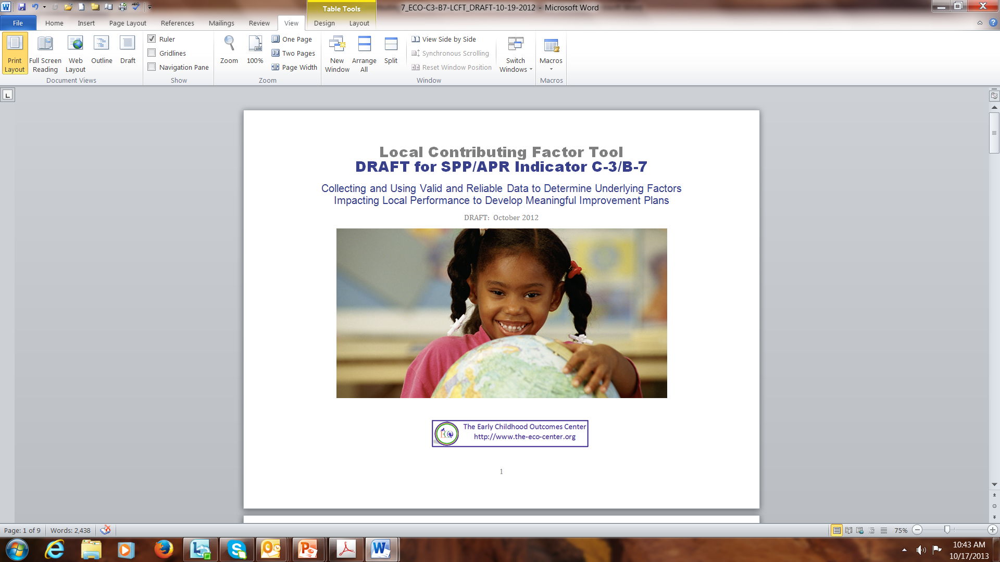 Table Tools
7_ECO-C3-B7-LCFT_DRAFT-10-19-2012 - Microsoft Word
File
Home
Insert
Page Layout
References
Mailings
Review
View
Design
Layout
Print
Layout
Full Screen
Reading
Web
Layout
Outline
Draft
Document Views
Ruler
Gridlines
Navigation Pane
Show
Zoom
100%
One Page
Two Pages
Page Width
Zoom
New
Window
Arrange
All
Split
View Side by Side
Synchronous Scrolling
Reset Window Position
Window
Switch
Windows
Macros
Macros
Local Contributing Factor Tool
DRAFT for SPP/APR Indicator C-3/B-7
Collecting and Using Valid and Reliable Data to Determine Underlying Factors
Impacting Local Performance to Develop Meaningful Improvement Plans
DRAFT: October 2012
The Early Childhood Outcomes Center
http://www.the-eco-center.org
1
Page: 1 of 9
Words: 2,438
75%
10:43 AM
10/17/2013